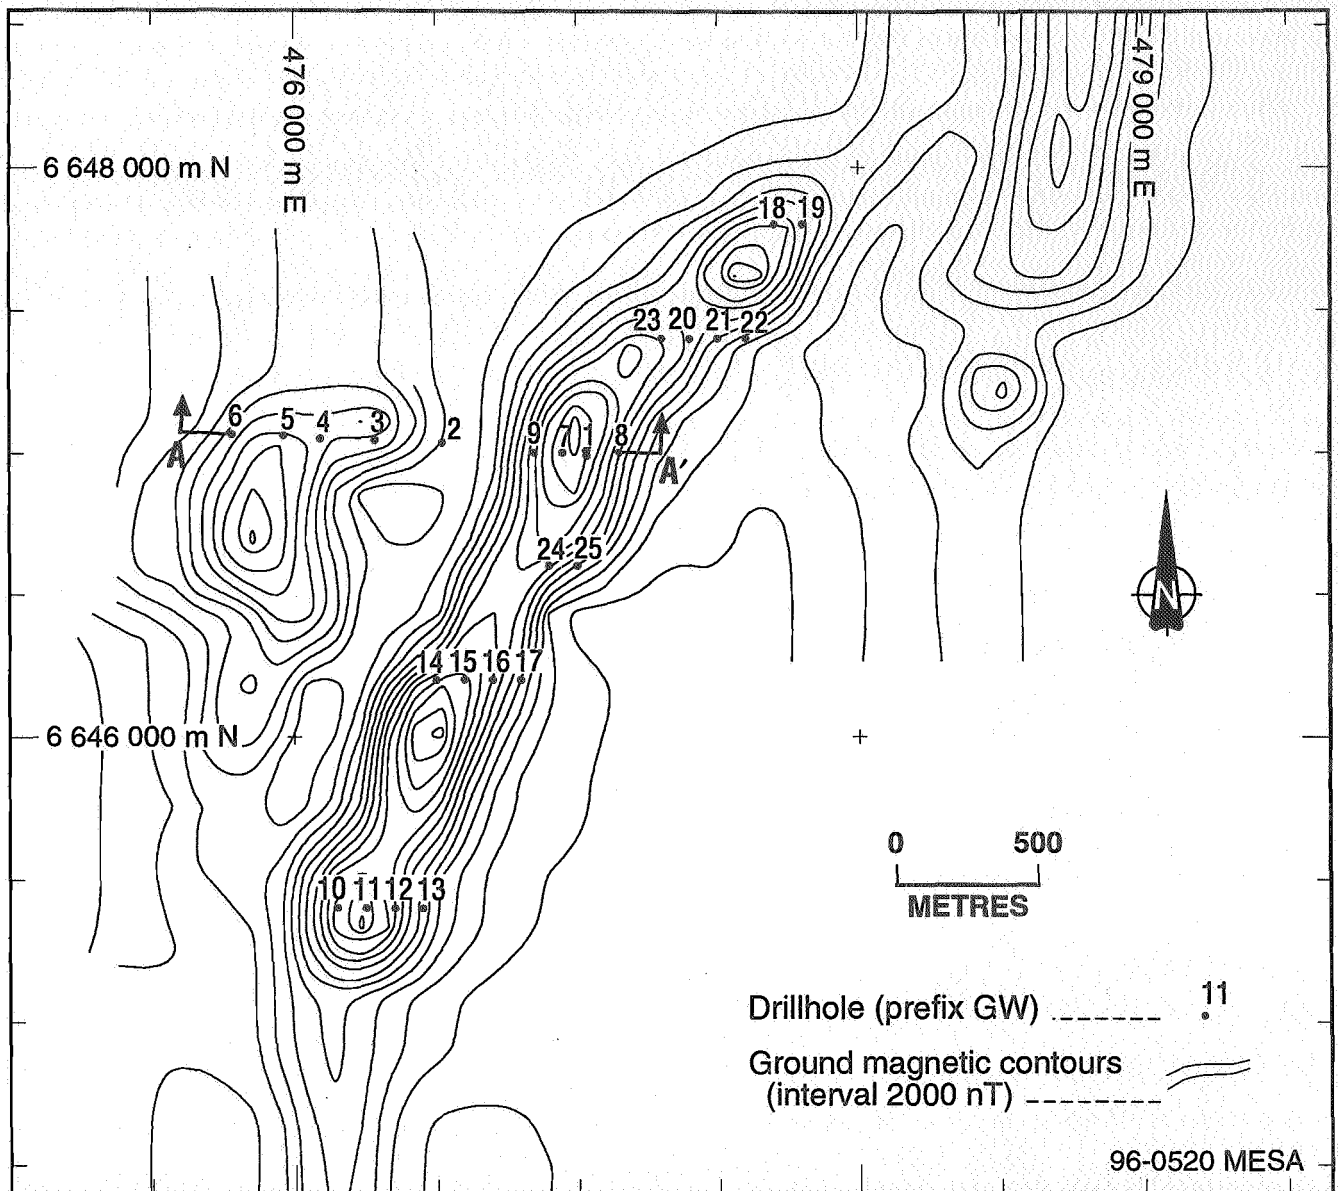 476 000 m E
479 000 m E
6 648 000 m N
18 19
23 20 21 22
6 5 4 3 2
9 7 1 8
A A'
24 25
N
14 15 16 17
6 646 000 m N
0 500
METRES
10 11 12 13
Drillhole (prefix GW) 11
Ground magnetic contours
(interval 2000 nT)
96-0520 MESA